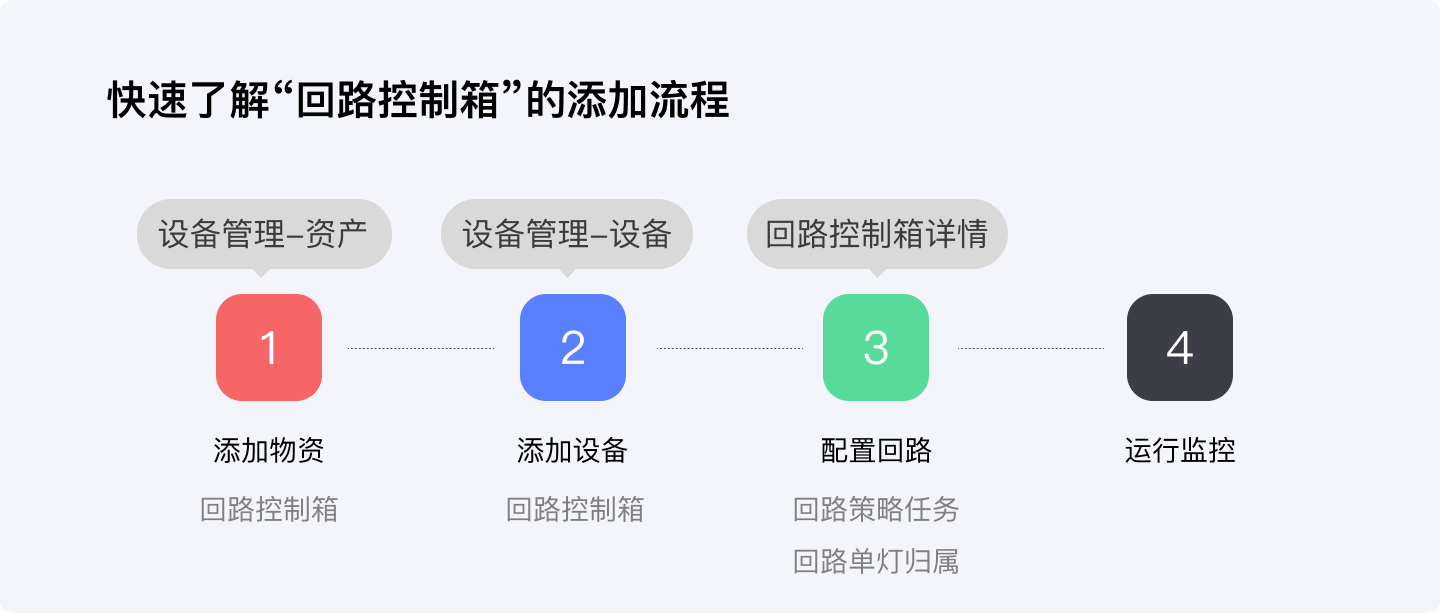 快速了解“回路控制箱”的添加流程
设备管理–资产
设备管理–设备
回路控制箱详情
1
2
3
4
添加物资
添加设备
配置回路
运行监控
回路控制箱
回路控制箱
回路策略任务
回路单灯归属